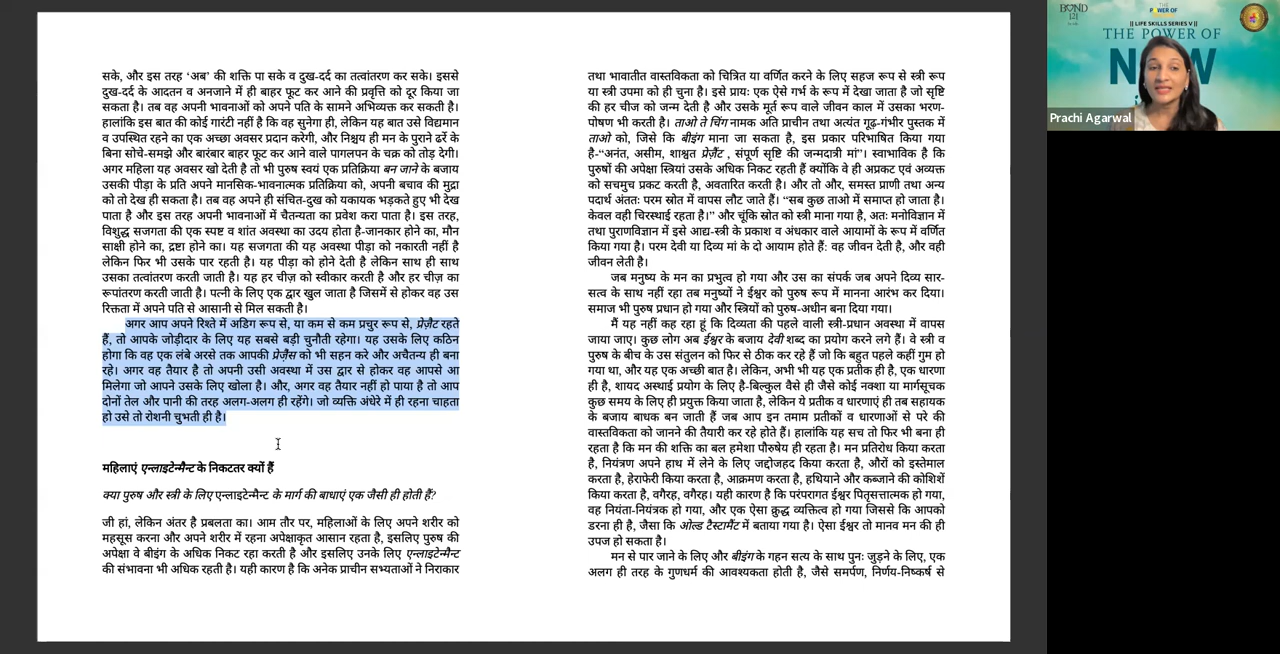 सके, और इस तरह ‘अब’ की शक्ति पा सके व दुख-दर्द का तत्वांतरण कर सके। इससे
दुख-दर्द के आदतन व अनजाने में ही बाहर फूट कर आने की प्रवृत्ति को दूर किया जा
सकता है। तब वह अपनी भावनाओं को अपने पति के सामने अभिव्यक्त कर सकती है।
हालांकि इस बात की कोई गारंटी नहीं है कि वह सुनेगा ही, लेकिन यह बात उसे विद्यमान
व उपस्थित रहने का एक अच्छा अवसर प्रदान करेगी, और निश्चय ही मन के पुराने ढर्रे के
बिना सोचे-समझे और बारंबार बाहर फूट कर आने वाले पागलपन के चक्र को तोड़ देगी।
अगर महिला यह अवसर खो देती है तो भी पुरुष स्वयं एक प्रतिक्रिया बन जाने के बजाय
उसकी पीड़ा के प्रति अपने मानसिक-भावनात्मक प्रतिक्रिया को, अपनी बचाव की मुद्रा
को तो देख ही सकता है। तब वह अपने ही संचित-दुख को यकायक भड़कते हुए भी देख
पाता है और इस तरह अपनी भावनाओं में चैतन्यता का प्रवेश करा पाता है। इस तरह,
विशुद्ध सजगता की एक स्पष्ट व शांत अवस्था का उदय होता है-जानकार होने का, मौन
साक्षी होने का, द्रष्टा होने का। यह सजगता की यह अवस्था पीड़ा को नकारती नहीं है
लेकिन फिर भी उसके पार रहती है। यह पीड़ा को होने देती है लेकिन साथ ही साथ
उसका तत्वांतरण करती जाती है। यह हर चीज़ को स्वीकार करती है और हर चीज़ का
रूपांतरण करती जाती है। पत्नी के लिए एक द्वार खुल जाता है जिसमें से होकर वह उस
रिक्तता में अपने पति से आसानी से मिल सकती है।
अगर आप अपने रिश्ते में अडिग रूप से, या कम से कम प्रचुर रूप से, प्रेज़ैंट रहते
हैं, तो आपके जोड़ीदार के लिए यह सबसे बड़ी चुनौती रहेगा। यह उसके लिए कठिन
होगा कि वह एक लंबे अरसे तक आपकी प्रेज़ैंस को भी सहन करे और अचैतन्य ही बना
रहे। अगर वह तैयार है तो अपनी उसी अवस्था में उस द्वार से होकर वह आपसे आ
मिलेगा जो आपने उसके लिए खोला है। और, अगर वह तैयार नहीं हो पाया है तो आप
दोनों तेल और पानी की तरह अलग-अलग ही रहेंगे। जो व्यक्ति अंधेरे में ही रहना चाहता
हो उसे तो रोशनी चुभती ही है।
महिलाएं एन्लाइटेन्मैन्ट के निकटतर क्यों हैं
क्या पुरुष और स्त्री के लिए एन्लाइटेन्मैन्ट के मार्ग की बाधाएं एक जैसी ही होती हैं?
जी हां, लेकिन अंतर है प्रबलता का। आम तौर पर, महिलाओं के लिए अपने शरीर को
महसूस करना और अपने शरीर में रहना अपेक्षाकृत आसान रहता है, इसलिए पुरुष की
अपेक्षा वे बीइंग के अधिक निकट रहा करती है और इसलिए उनके लिए एन्लाइटेन्मैन्ट
की संभावना भी अधिक रहती है। यही कारण है कि अनेक प्राचीन सभ्यताओं ने निराकार
तथा भावातीत वास्तविकता को चित्रित या वर्णित करने के लिए सहज रूप से स्त्री रूप
या स्त्री उपमा को ही चुना है। इसे प्रायः एक ऐसे गर्भ के रूप में देखा जाता है जो सृष्टि
की हर चीज को जन्म देती है और उसके मूर्त रूप वाले जीवन काल में उसका भरण-
पोषण भी करती है। ताओ ते चिंग नामक अति प्राचीन तथा अत्यंत गूढ़-गंभीर पुस्तक में
ताओ को, जिसे कि बीइंग माना जा सकता है, इस प्रकार परिभाषित किया गया
है-“अनंत, असीम, शाश्वत प्रेज़ैंट , संपूर्ण सृष्टि की जन्मदात्री मां”। स्वाभाविक है कि
पुरुषों की अपेक्षा स्त्रियां उसके अधिक निकट रहती हैं क्योंकि वे ही अप्रकट एवं अव्यक्त
को सचमुच प्रकट करती है, अवतारित करती है। और तो और, समस्त प्राणी तथा अन्य
पदार्थ अंततः परम स्रोत में वापस लौट जाते हैं। “सब कुछ ताओ में समाप्त हो जाता है।
केवल वही चिरस्थाई रहता है।” और चूंकि स्रोत को स्त्री माना गया है, अतः मनोविज्ञान में
तथा पुराणविज्ञान में इसे आद्य-स्त्री के प्रकाश व अंधकार वाले आयामों के रूप में वर्णित
किया गया है। परम देवी या दिव्य मां के दो आयाम होते हैं: वह जीवन देती है, और वही
जीवन लेती है।
जब मनुष्य के मन का प्रभुत्व हो गया और उस का संपर्क जब अपने दिव्य सार-
सत्व के साथ नहीं रहा तब मनुष्यों ने ईश्वर को पुरुष रूप में मानना आरंभ कर दिया।
समाज भी पुरुष प्रधान हो गया और स्त्रियों को पुरुष-अधीन बना दिया गया।
मैं यह नहीं कह रहा हूं कि दिव्यता की पहले वाली स्त्री-प्रधान अवस्था में वापस
जाया जाए। कुछ लोग अब ईश्वर के बजाय देवी शब्द का प्रयोग करने लगे हैं। वे स्त्री व
पुरुष के बीच के उस संतुलन को फिर से ठीक कर रहे हैं जो कि बहुत पहले कहीं गुम हो
गया था, और यह एक अच्छी बात है। लेकिन, अभी भी यह एक प्रतीक ही है, एक धारणा
ही है, शायद अस्थाई प्रयोग के लिए है-बिल्कुल वैसे ही जैसे कोई नक्शा या मार्गसूचक
कुछ समय के लिए ही प्रयुक्त किया जाता है, लेकिन ये प्रतीक व धारणाएं ही तब सहायक
के बजाय बाधक बन जाती हैं जब आप इन तमाम प्रतीकों व धारणाओं से परे की
वास्तविकता को जानने की तैयारी कर रहे होते हैं। हालांकि यह सच तो फिर भी बना ही
रहता है कि मन की शक्ति का बल हमेशा पौरुषेय ही रहता है। मन प्रतिरोध किया करता
है, नियंत्रण अपने हाथ में लेने के लिए जद्दोजहद किया करता है, औरों को इस्तेमाल
करता है, हेराफेरी किया करता है, आक्रमण करता है, हथियाने और कब्जाने की कोशिशें
किया करता है, वगैरह, वगैरह। यही कारण है कि परंपरागत ईश्वर पितृसत्तात्मक हो गया,
वह नियंता-नियंत्रक हो गया, और एक ऐसा क्रुद्ध व्यक्तित्व हो गया जिससे कि आपको
डरना ही है, जैसा कि ओल्ड टैस्टामैंट में बताया गया है। ऐसा ईश्वर तो मानव मन की ही
उपज हो सकता है।
मन से पार जाने के लिए और बीइंग के गहन सत्य के साथ पुनः जुड़ने के लिए, एक
अलग ही तरह के गुणधर्म की आवश्यकता होती है, जैसे समर्पण, निर्णय-निष्कर्ष से
THE
POWER OF
|| LIFE SKILLS SERIES V ||
THE POWER OF
Prachi Agarwal